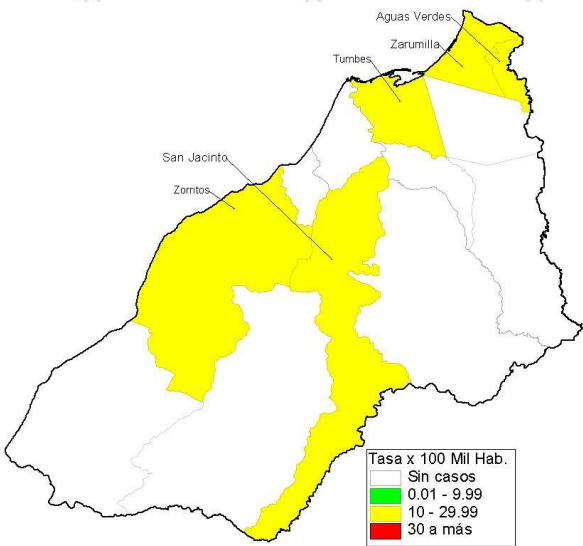 Aguas Verdes
Zarumilla
Tumbes
San Jacinto
Zorritos
Tasa x 100 Mil Hab.
Sin casos
0.01 - 9.99
10 - 29.99
30 a más